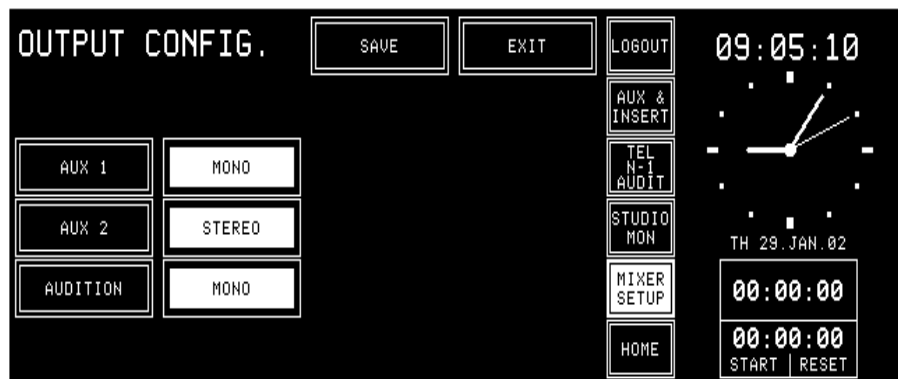 OUTPUT CONFIG.
SAVE
EXIT
AUX 1
MONO
AUX 2
STEREO
AUDITION
MONO
LOGOUT
AUX &
INSERT
TEL
N-1
AUDIT
STUDIO
MON
MIXER
SETUP
HOME
09:05:10
TH 29.JAN.02
00:00:00
00:00:00
START | RESET